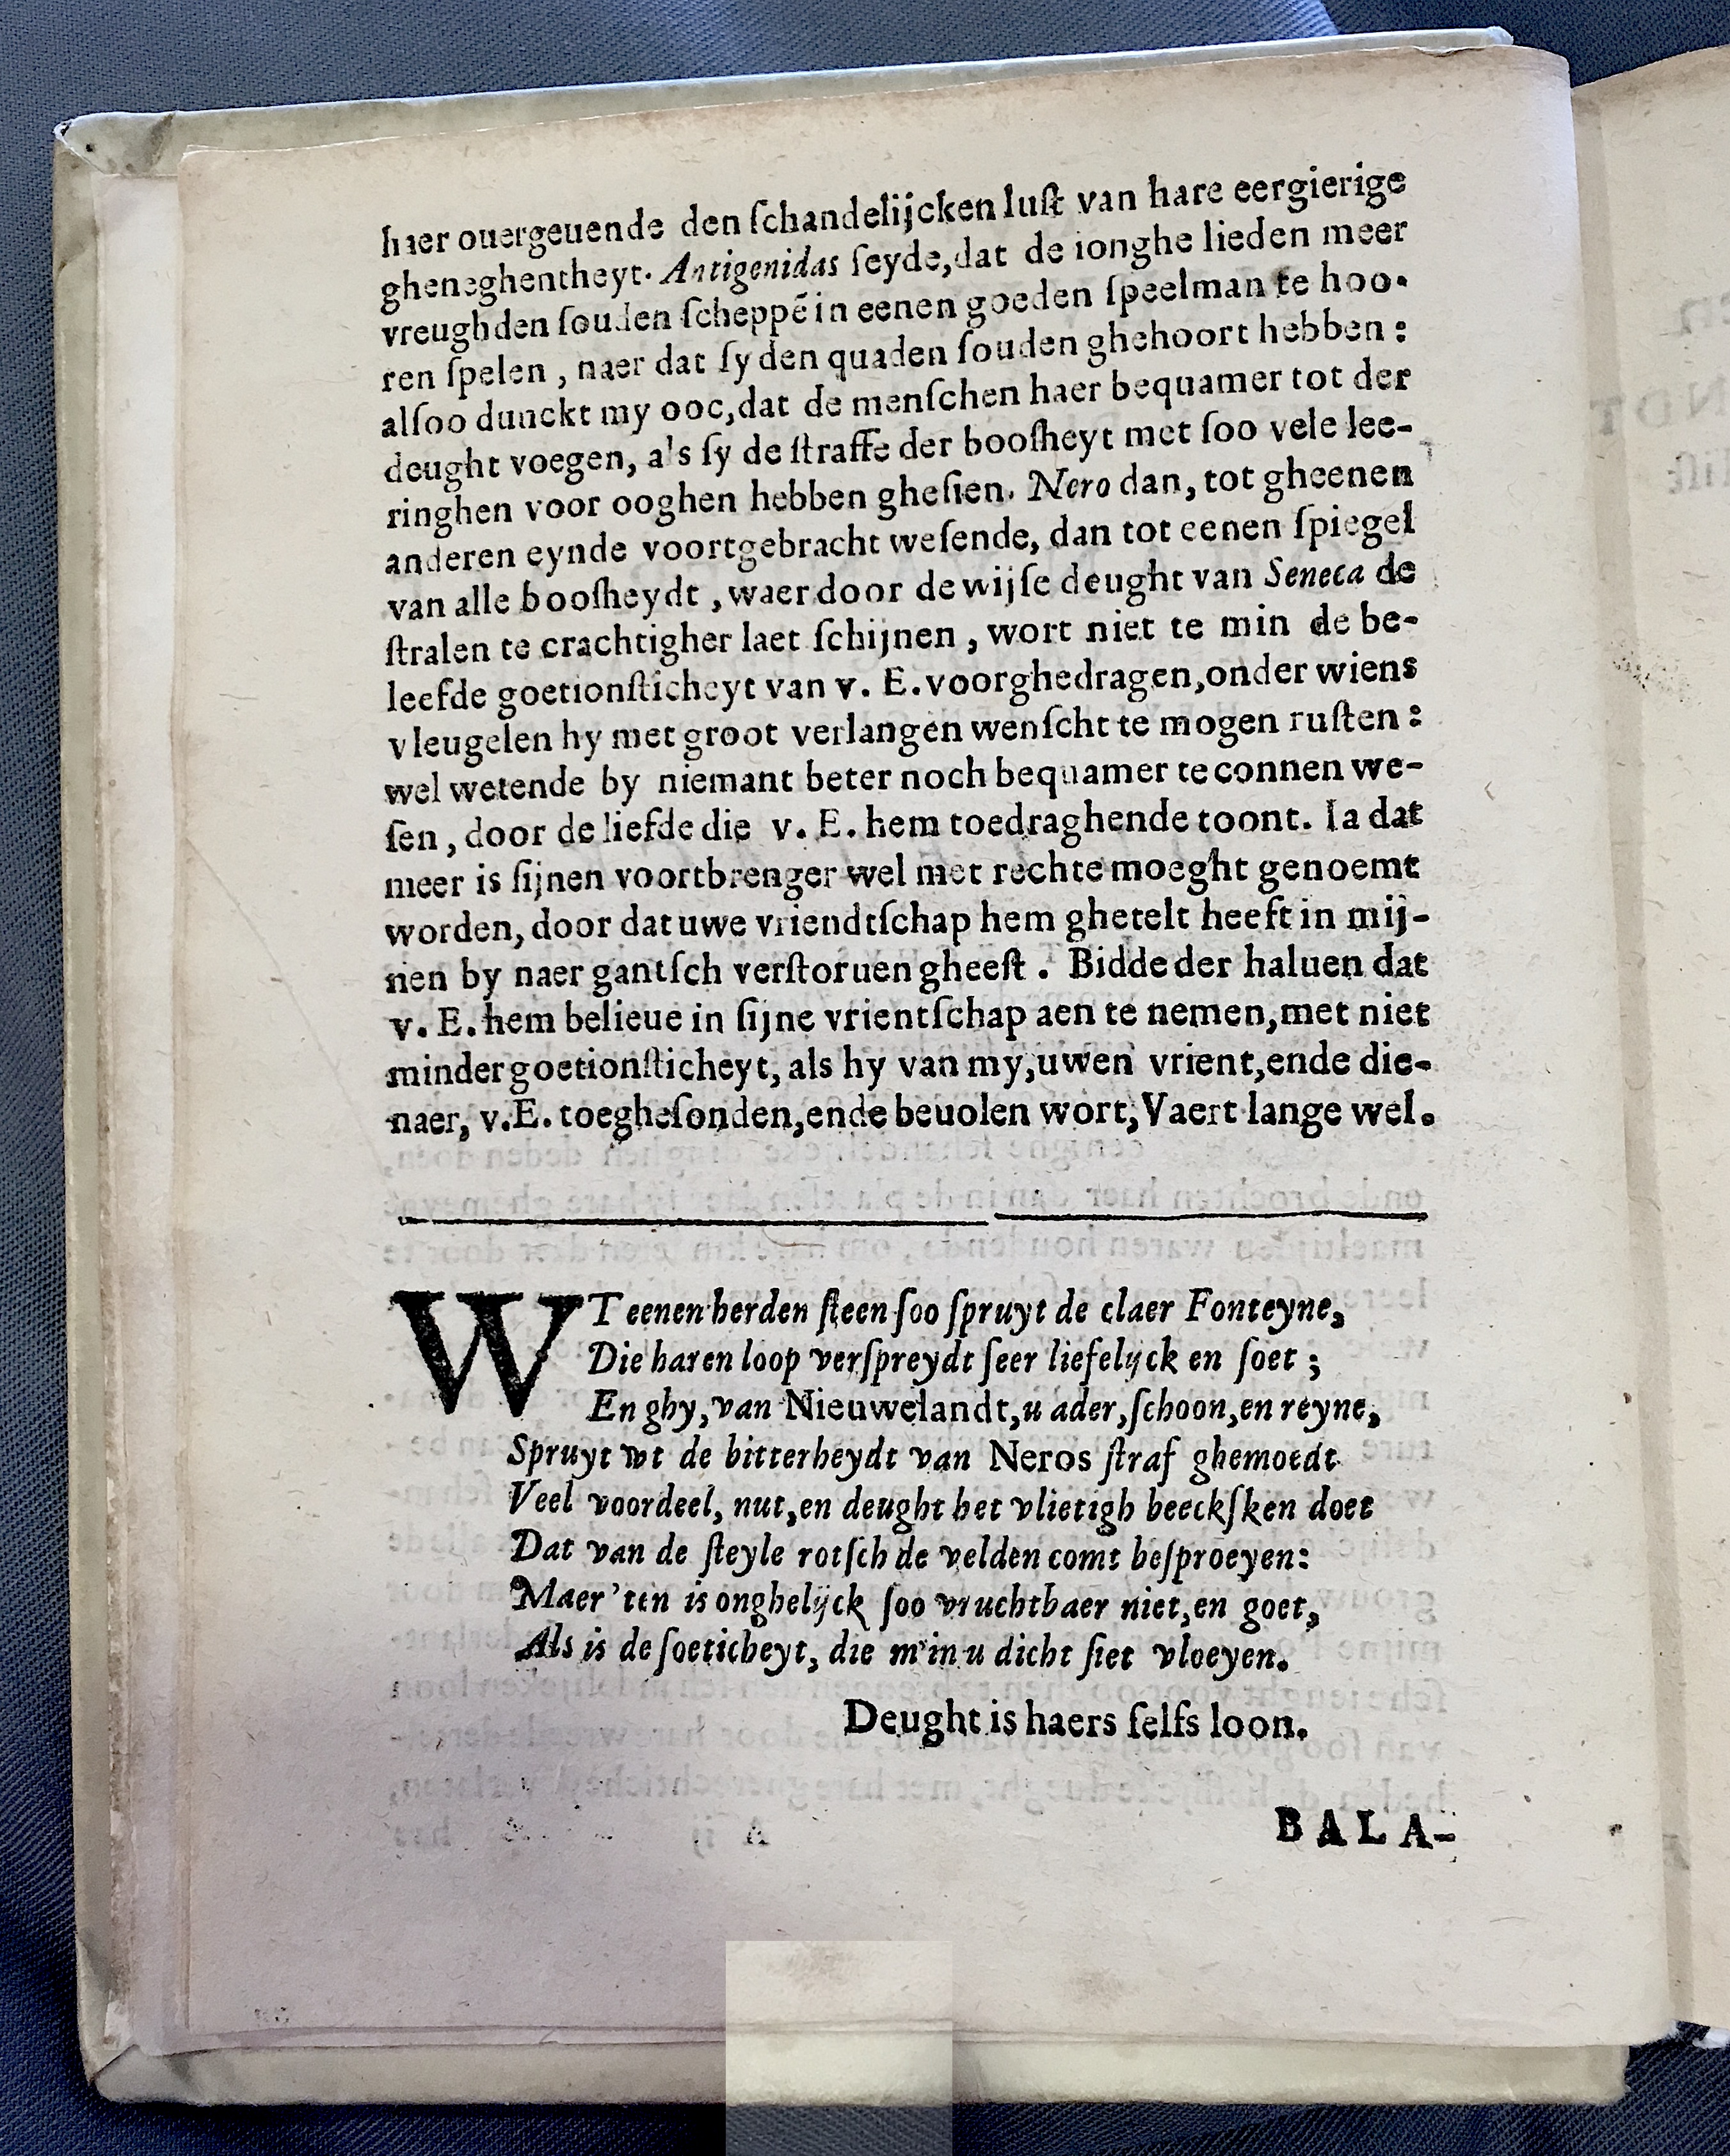 haer ouergeuende den ſchandelijcken luſt van hare eergierige
gheneghentheyt. Antigenidas ſeyde,dat de ionghe lieden meer
vreughden ſouden ſcheppē in eenen goeden ſpeelman te hoo-
ren ſpelen , naer dat ſy den quaden ſouden ghehoort hebben :
alſoo dunckt my ooc,dat de menſchen haer bequamer tot der
deught voegen, als ſy de ſtraffe der booſheyt met ſoo vele lee-
ringhen voor ooghen hebben gheſien. Nero dan, tot gheenen
anderen eynde voortgebracht weſende, dan tot eenen ſpiegel
van alle booſheydt , waer door de wijſe deught van Seneca de
ſtralen te crachtigher laet ſchijnen , wort niet te min de be-
leefde goetionſticheyt van v. E. voorghedragen,onder wiens
vleugelen hy met groot verlangen wenſcht te mogen ruſten :
wel wetende by niemant beter noch bequamer te connen we-
ſen , door de liefde die v. E. hem toedraghende toont. Ia dat
meer is ſijnen voortbrenger wel met rechte moeght genoemt
worden, door dat uwe vriendtſchap hem ghetelt heeft in mij-
nen by naer gantſch verſtoruen gheeſt . Bidde der haluen dat
v. E. hem belieue in ſijne vrientſchap aen te nemen,met niet
minder goetionſticheyt, als hy van my,uwen vrient,ende die-
naer, v.E. toegheſonden,ende beuolen wort; Vaert lange wel.
WT eenen herden ſteen ſoo ſpruyt de claer Fonteyne,
Die haren loop verſpreydt ſeer liefelijck en ſoet ;
En ghy,van Nieuwelandt,u ader,ſchoon,en reyne,
Spruyt wt de bitterheydt van Neros ſtraf ghemoedt
Veel voordeel, nut,en deught het vlietigh beeckſken doet
Dat van de ſteyle rotſch de velden comt beſproeyen:
Maer 'ten is onghelijck ſoo vruchtbaer niet,en goet,
Als is de ſoeticheyt, die m'in u dicht ſiet vloeyen.
Deught is haers ſelfs loon.
BALA-